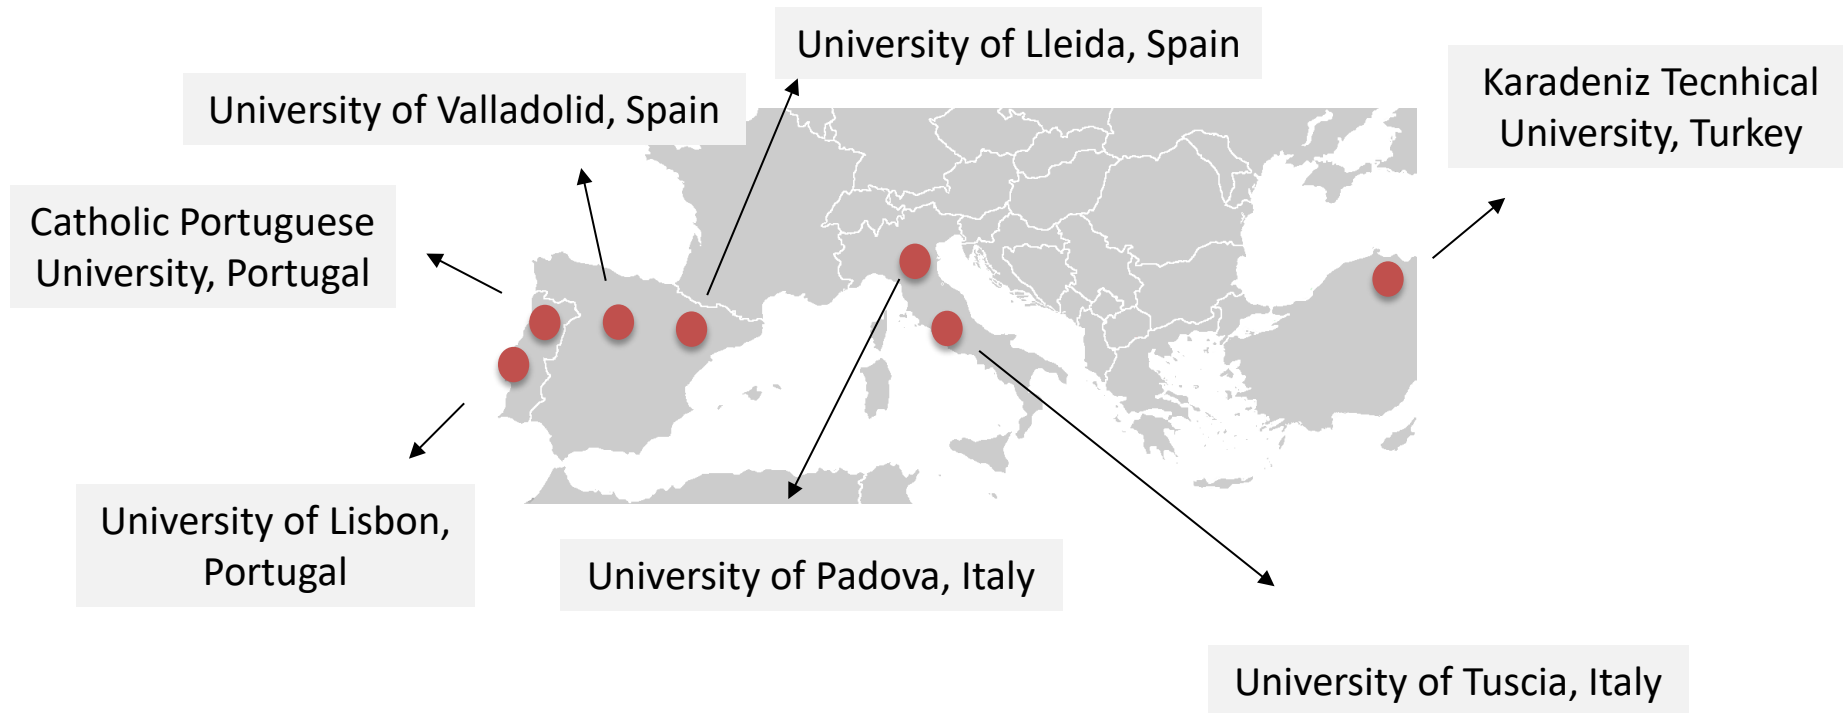 University of Lleida, Spain
University of Valladolid, Spain
Karadeniz Tecnhical
University, Turkey
Catholic Portuguese
University, Portugal
University of Lisbon,
Portugal
University of Padova, Italy
University of Tuscia, Italy